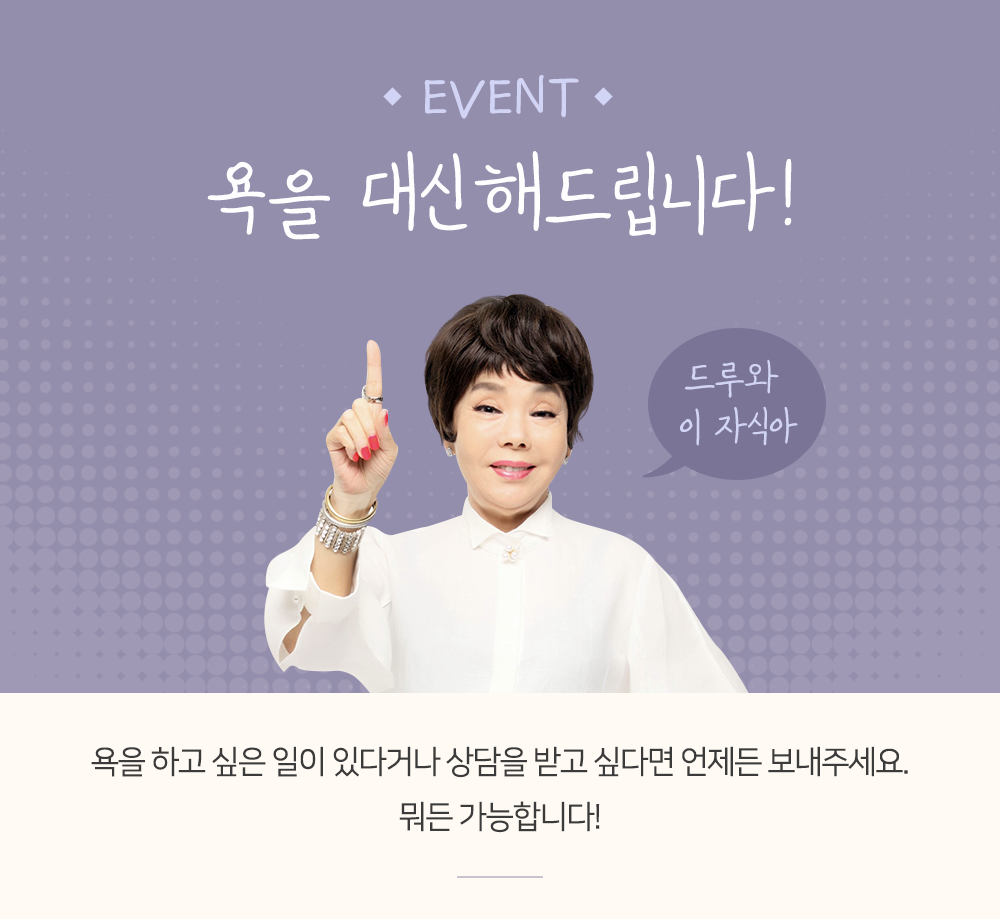 EVENT
욕을 대신해드립니다!
드루와
이 자식아
욕을 하고 싶은 일이 있다거나 상담을 받고 싶다면 언제든 보내주세요.
뭐든 가능합니다!